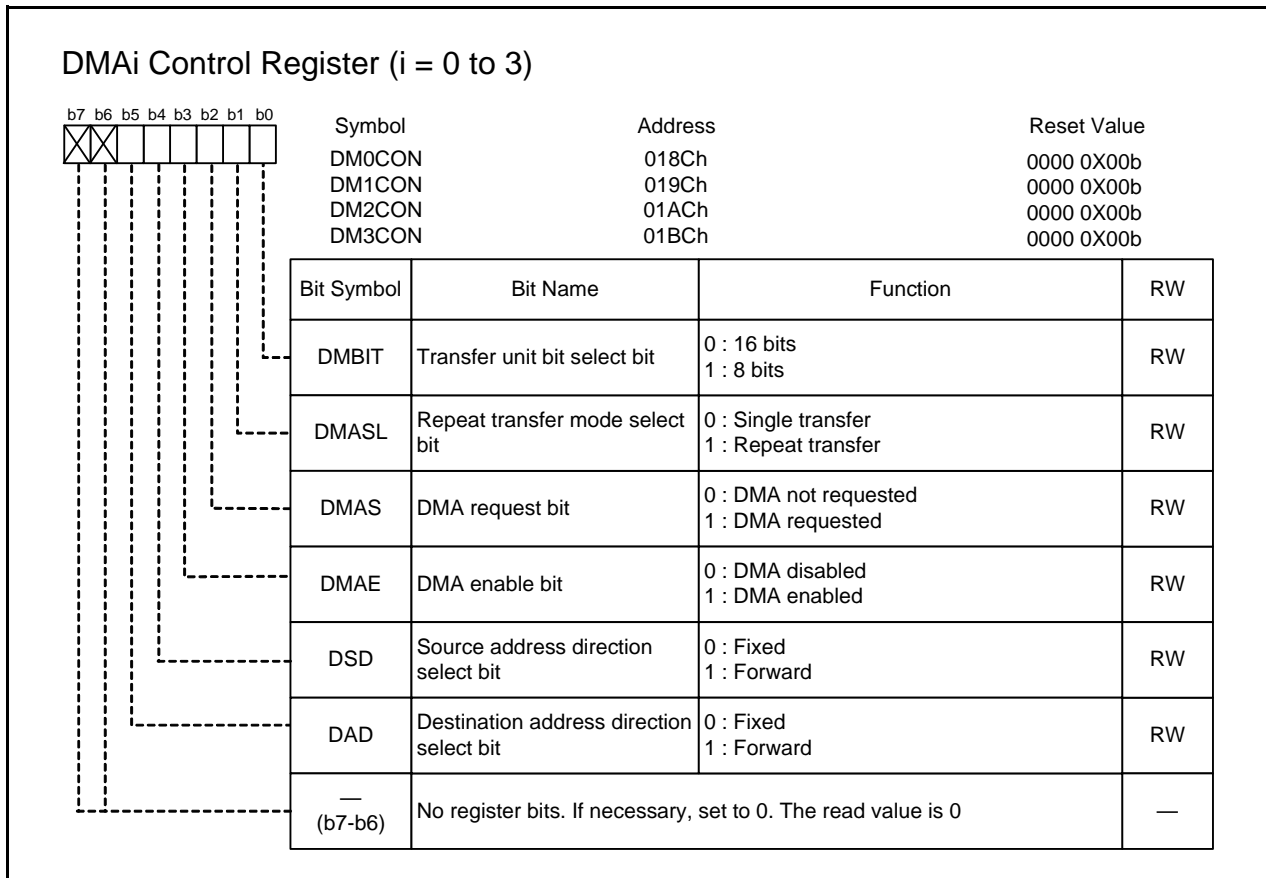 DMAi Control Register (i = 0 to 3)
b7 b6 b5 b4 b3 b2 b1 b0
Symbol Address Reset Value
DM0CON 018Ch 0000 0X00b
DM1CON 019Ch 0000 0X00b
DM2CON 01ACh 0000 0X00b
DM3CON 01BCh 0000 0X00b
Bit Symbol Bit Name Function RW
DMBIT Transfer unit bit select bit 0 : 16 bits RW
1 : 8 bits
DMASL Repeat transfer mode select 0 : Single transfer RW
bit 1 : Repeat transfer
DMAS DMA request bit 0 : DMA not requested RW
1 : DMA requested
DMAE DMA enable bit 0 : DMA disabled RW
1 : DMA enabled
DSD Source address direction 0 : Fixed RW
select bit 1 : Forward
DAD Destination address direction 0 : Fixed RW
select bit 1 : Forward
— No register bits. If necessary, set to 0. The read value is 0 —
(b7-b6)